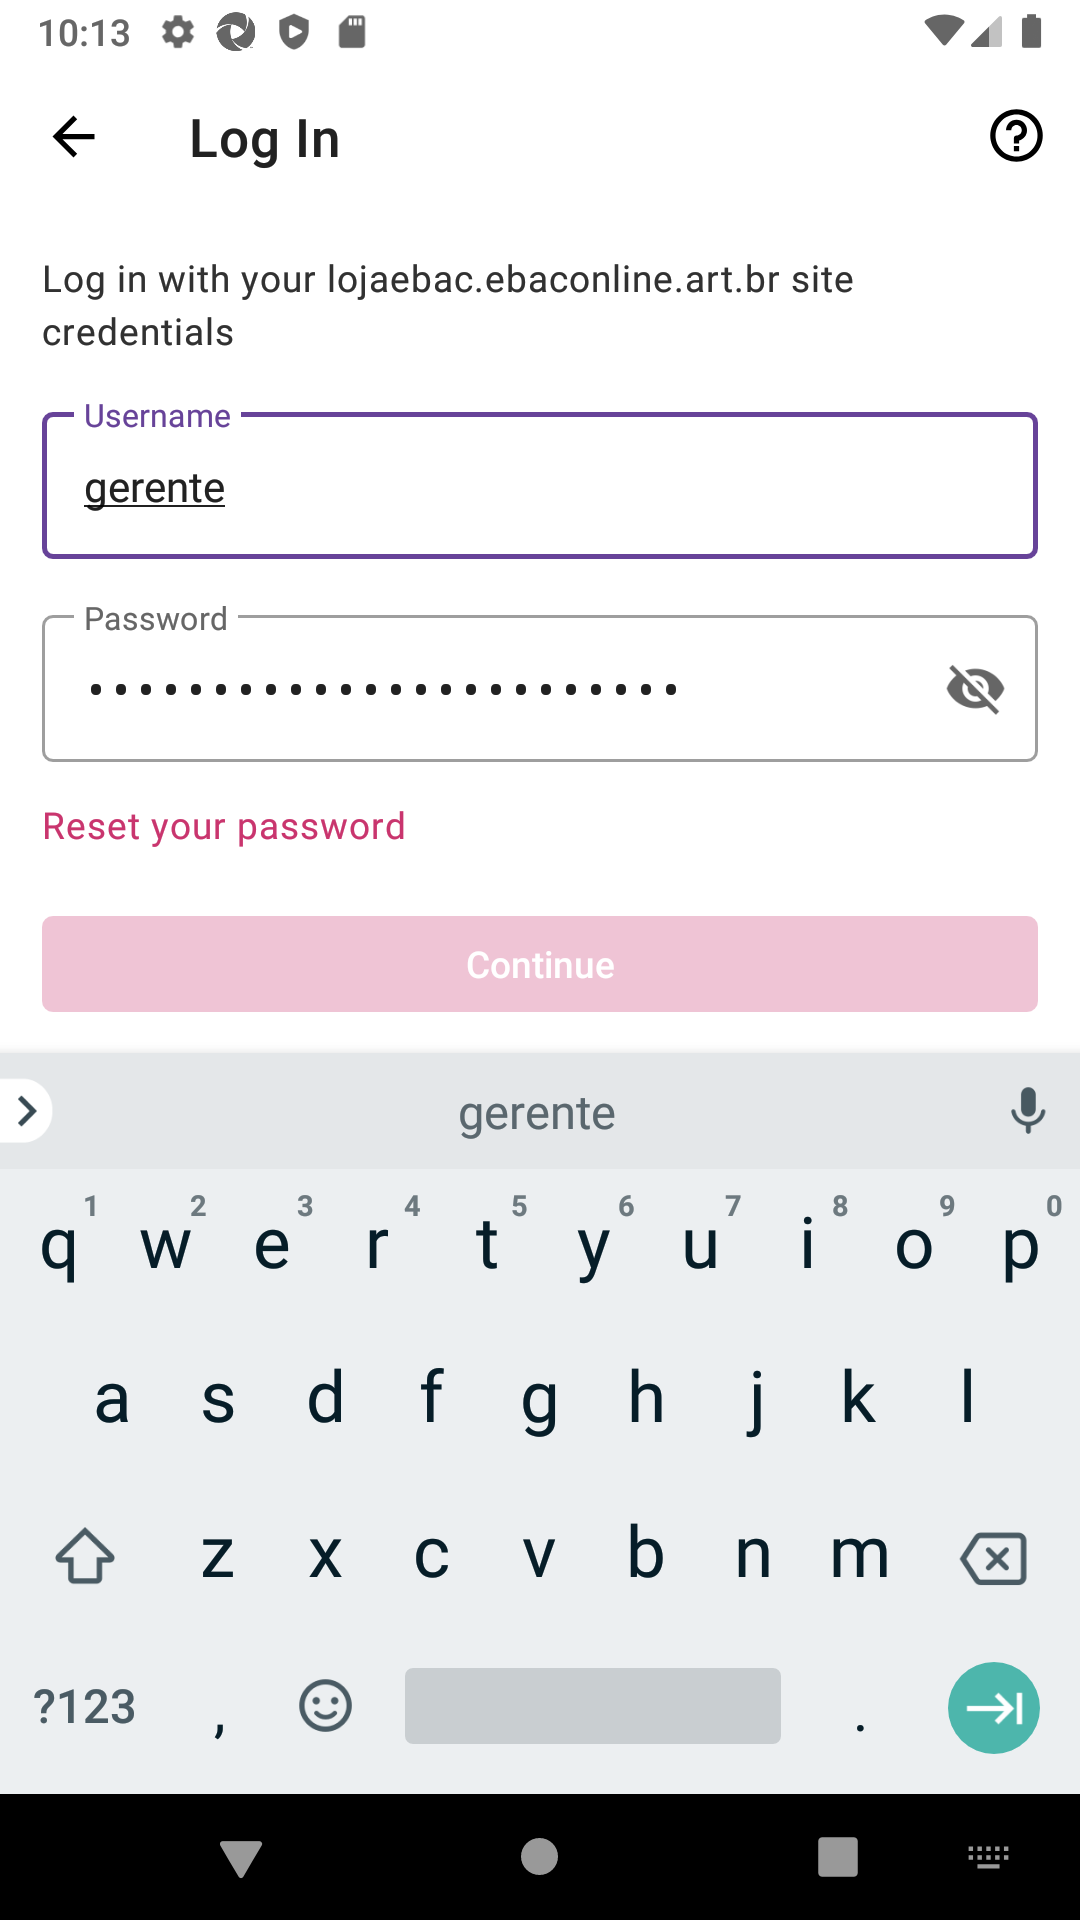 10:13
Log In
Log in with your lojaebac.ebaconline.art.br site
credentials
Username
gerente
Password
••••••••••••••••••••••••
Reset your password
Continue
gerente
1 2 3 4 5 6 7 8 9 0
q w e r t y u i o p
a s d f g h j k l
z x c v b n m
?123 , .